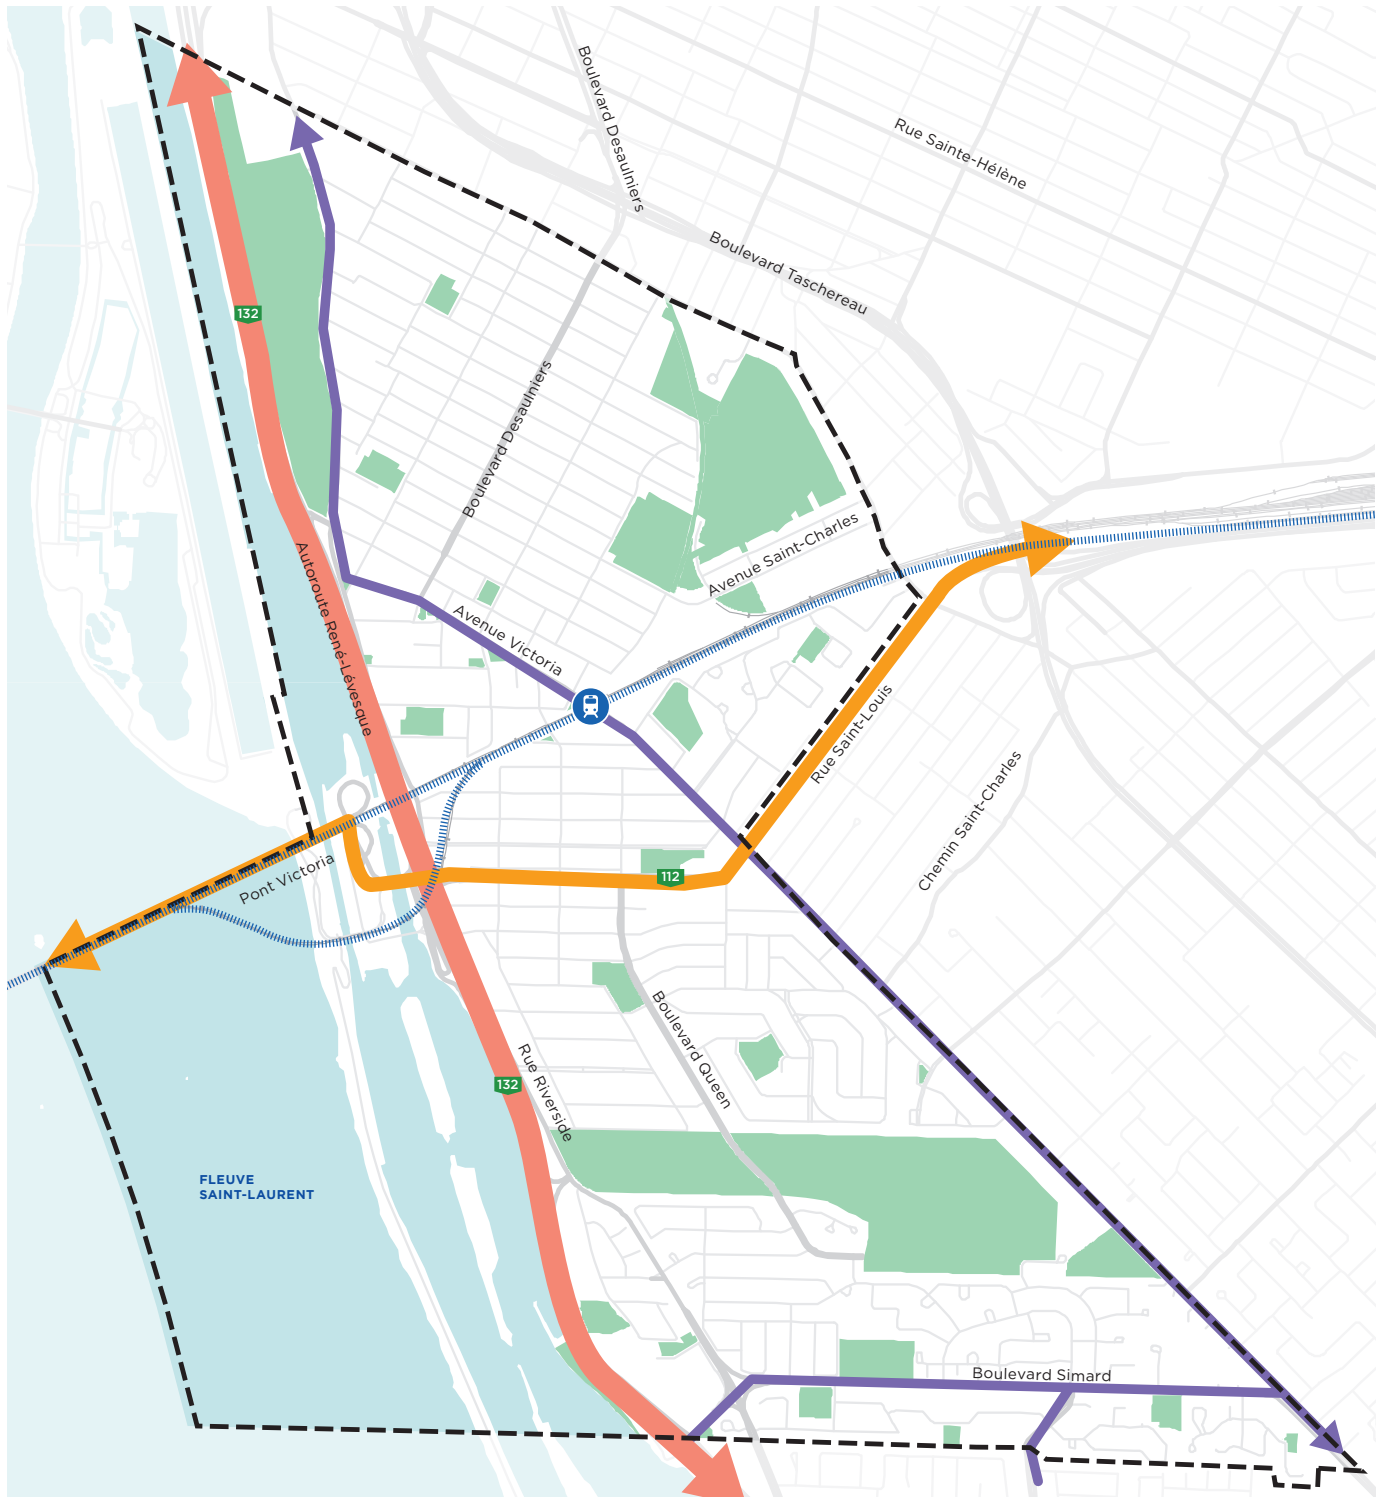 Boulevard Desaulniers
Rue Sainte-Hélène
Boulevard Taschereau
132
Boulevard Desaulniers
Avenue Saint-Charles
Autoroute René-Lévesque
Avenue Victoria
Rue Saint-Louis
Chemin Saint-Charles
Pont Victoria
112
Boulevard Queen
Rue Riverside
132
FLEUVE
SAINT-LAURENT
Boulevard Simard